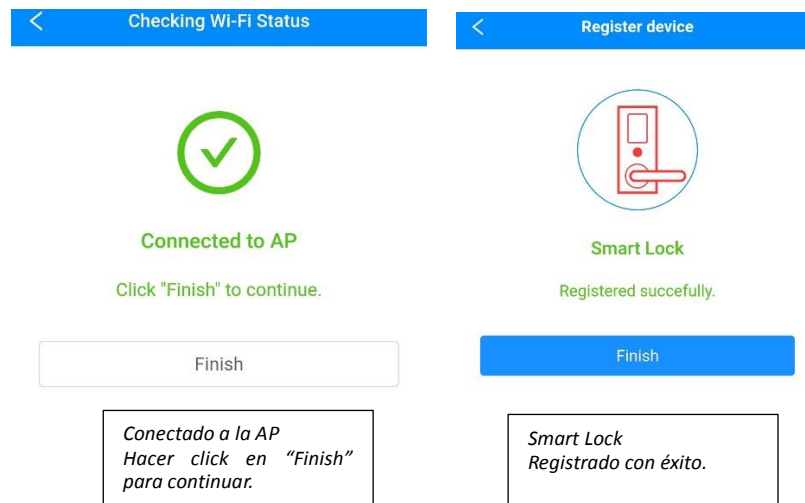 Checking Wi-Fi Status
Connected to AP
Click "Finish" to continue.
Finish
Conectado a la AP
Hacer click en “Finish”
para continuar.
Register device
Smart Lock
Registered succefully.
Finish
Smart Lock
Registrado con éxito.